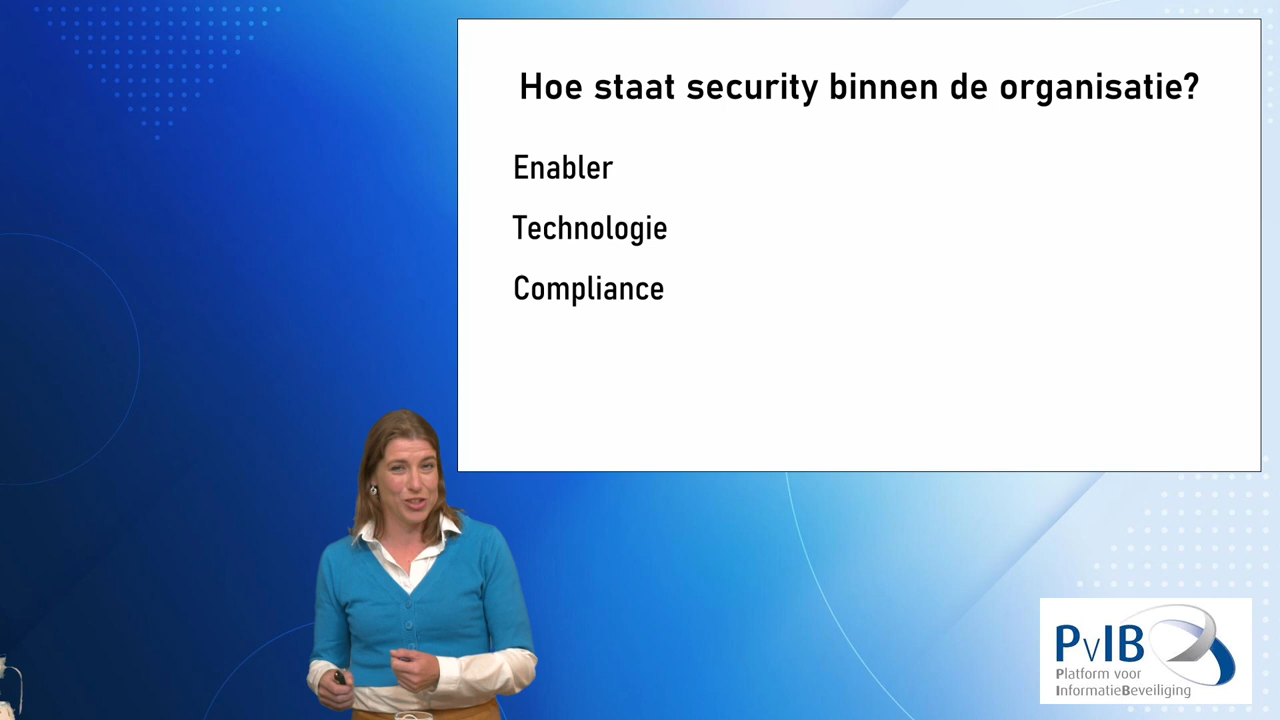 Hoe staat security binnen de organisatie?
Enabler
Technologie
Compliance
PvIB
Platform voor
InformatieBeveiliging